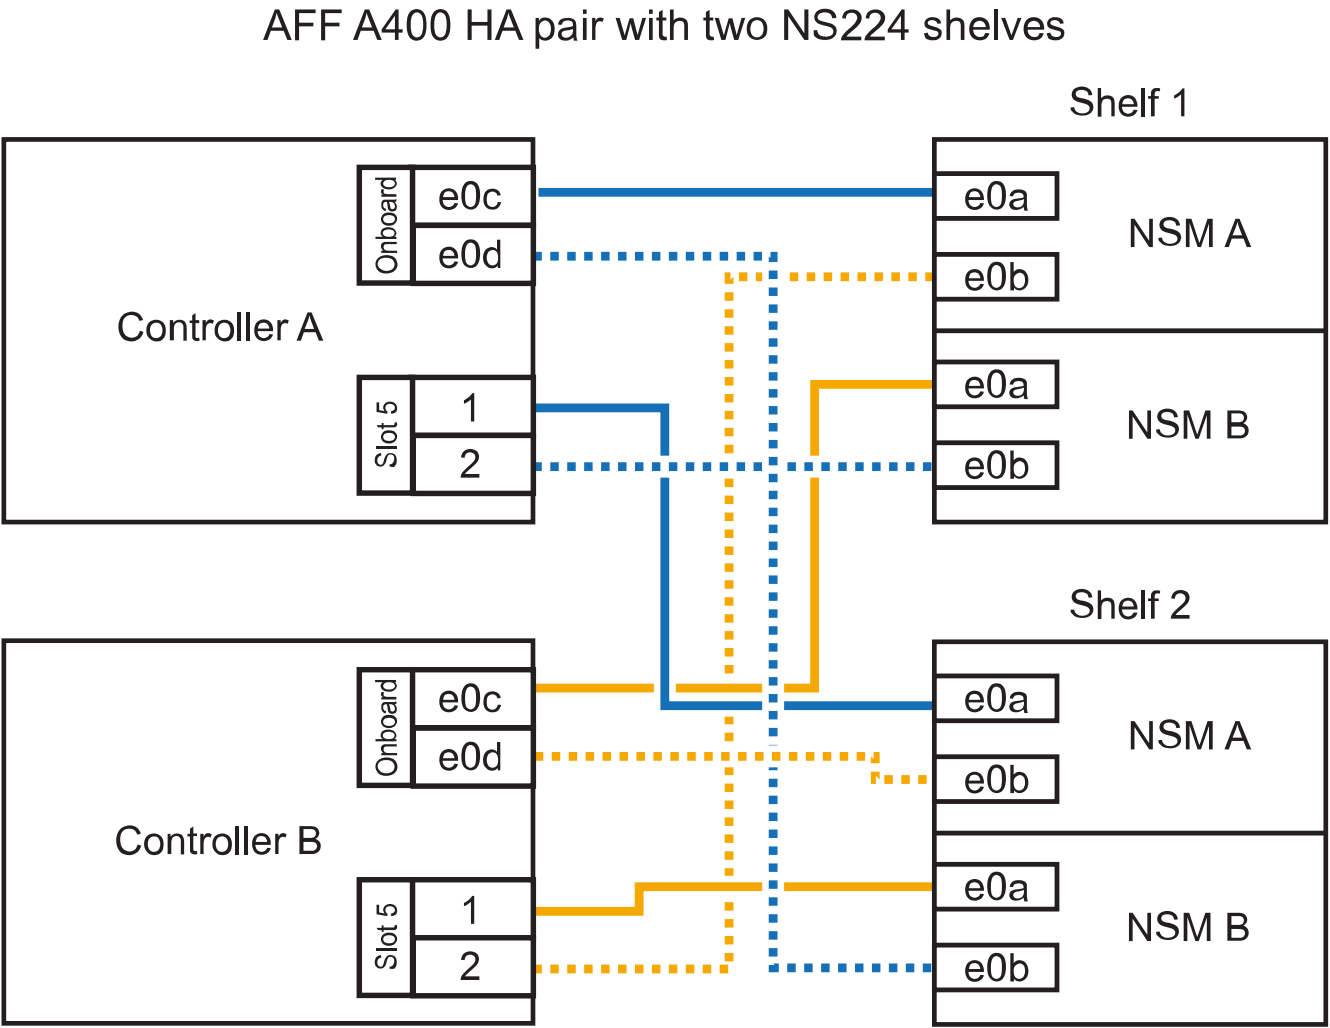 AFF A400 HA pair with two NS224 shelves
Shelf 1
Onboard
e0c
e0d
Controller A
Slot 5
1
2
e0a
NSM A
e0b
e0a
NSM B
e0b
Shelf 2
Onboard
e0c
e0d
Controller B
Slot 5
1
2
e0a
NSM A
e0b
e0a
NSM B
e0b